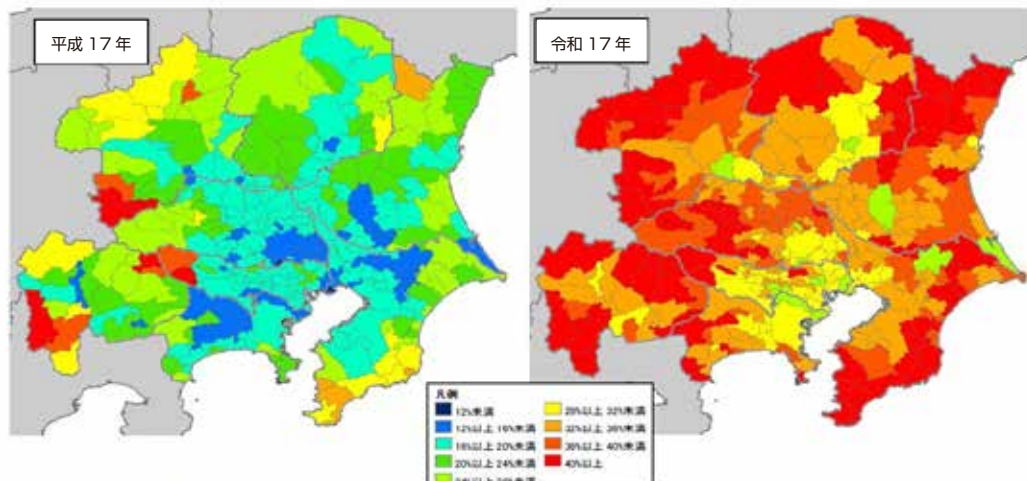 平成 17 年
令和 17 年
凡例
12%未満
12%以上 16%未満
16%以上 20%未満
20%以上 24%未満
28%以上 32%未満
32%以上 36%未満
36%以上 40%未満
40%以上